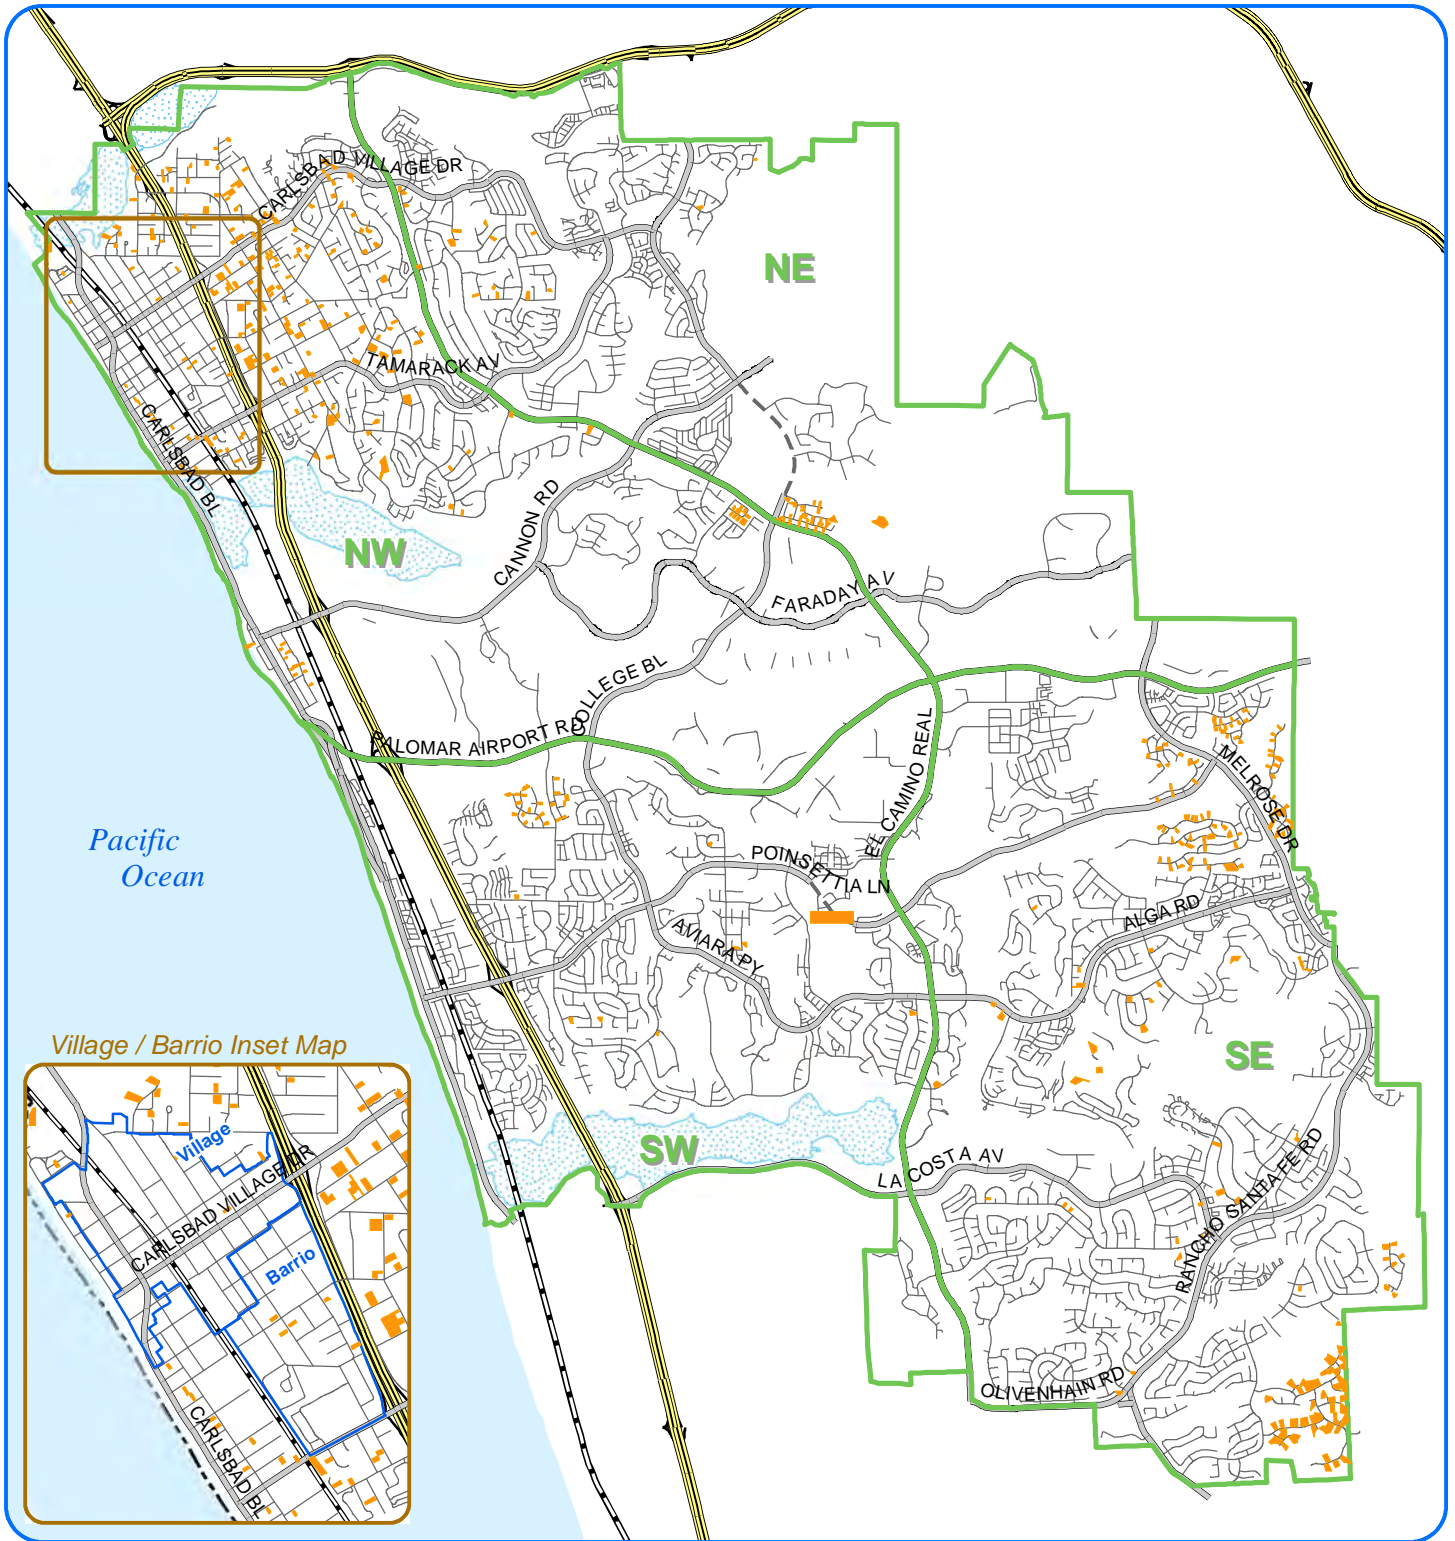 CARLSBAD VILLAGE DR
NE
TAMARACK AV
CARLSBAD BL
NW
CANNON RD
FARADAY AV
COLLEGE BL
PALOMAR AIRPORT RD
EL CAMINO REAL
MELROSE DR
Pacific
Ocean
POINSETTIA LN
ALGA RD
AVIARA PY
SE
SW
LA COSTA AV
RANCHO SANTA FE RD
OLIVENHAIN RD
Village / Barrio Inset Map
Village
CARLSBAD VILLAGE DR
Barrio
CARLSBAD BL